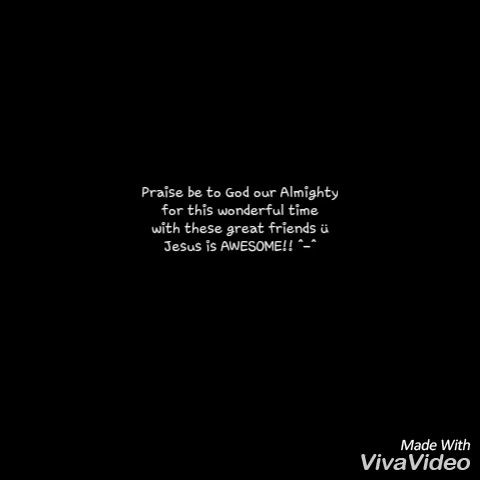 Praise be to God our Almighty
for this wonderful time
with these great friends ü
Jesus is AWESOME!! ^-^
Made With
VivaVideo